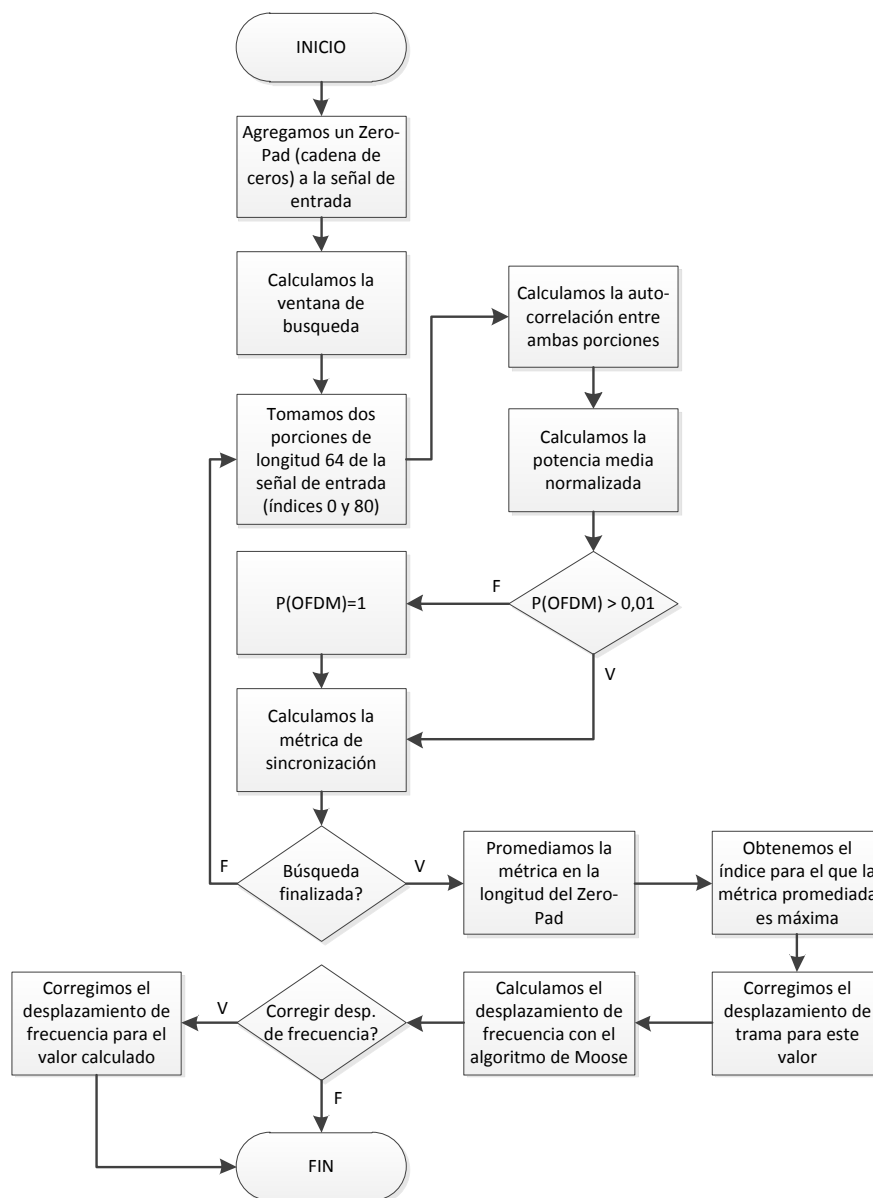 INICIO
Agregamos un Zero-
Pad (cadena de
ceros) a la señal de
entrada
Calculamos la
ventana de
busqueda
Tomamos dos
porciones de
longitud 64 de la
señal de entrada
(índices 0 y 80)
Calculamos la auto-
correlación entre
ambas porciones
Calculamos la
potencia media
normalizada
P(OFDM) > 0,01
F
V
P(OFDM)=1
Calculamos la
métrica de
sincronización
Búsqueda
finalizada?
F
V
Promediamos la
métrica en la
longitud del Zero-
Pad
Obtenemos el
índice para el que la
métrica promediada
es máxima
Corregimos el
desplazamiento de
trama para este
valor
Calculamos el
desplazamiento de
frecuencia con el
algoritmo de Moose
Corregir desp.
de frecuencia?
V
F
Corregimos el
desplazamiento de
frecuencia para el
valor calculado
FIN